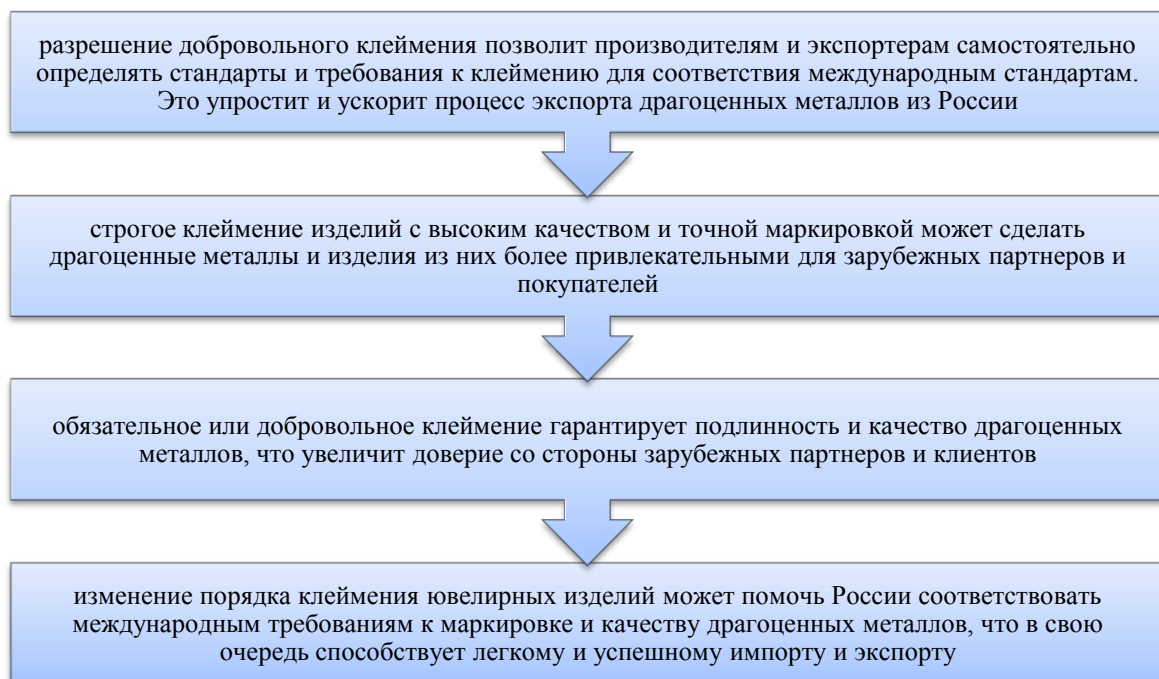 разрешение добровольного клеймения позволит производителям и экспортерам самостоятельно
определять стандарты и требования к клеймению для соответствия международным стандартам.
Это упростит и ускорит процесс экспорта драгоценных металлов из России
строгое клеймение изделий с высоким качеством и точной маркировкой может сделать
драгоценные металлы и изделия из них более привлекательными для зарубежных партнеров и
покупателей
обязательное или добровольное клеймение гарантирует подлинность и качество драгоценных
металлов, что увеличит доверие со стороны зарубежных партнеров и клиентов
изменение порядка клеймения ювелирных изделий может помочь России соответствовать
международным требованиям к маркировке и качеству драгоценных металлов, что в свою
очередь способствует легкому и успешному импорту и экспорту